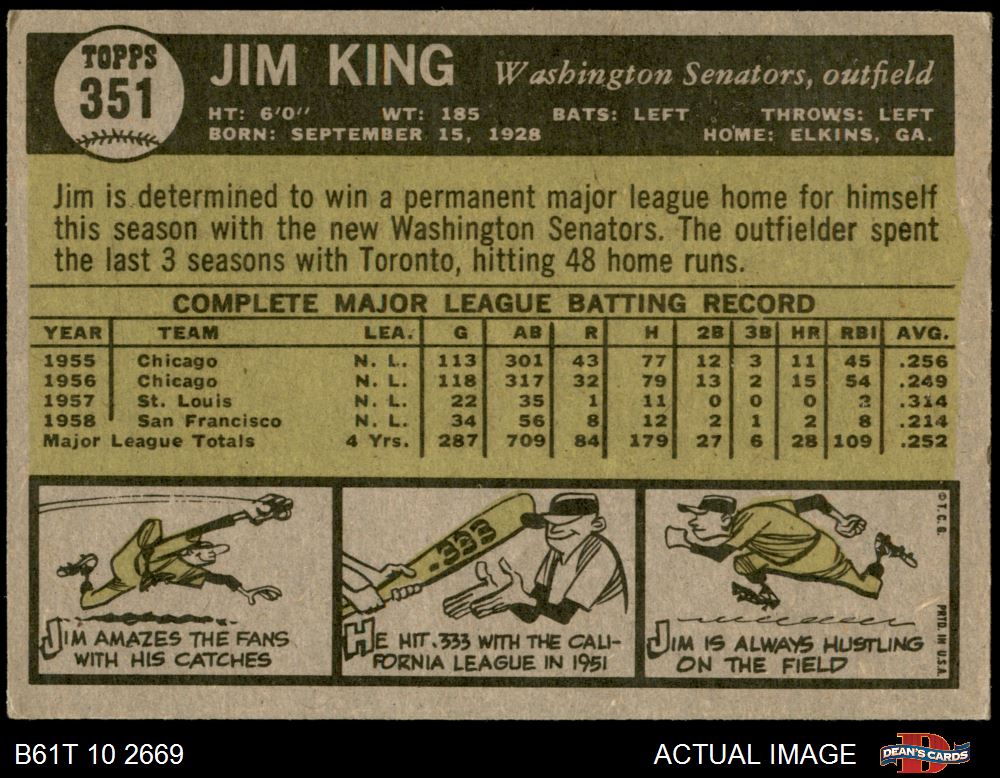 TOPPS
351
JIM KING Washington Senators, outfield
HT: 6'0" WT: 185 BATS: LEFT THROWS: LEFT
BORN: SEPTEMBER 15, 1928 HOME: ELKINS, GA.
Jim is determined to win a permanent major league home for himself
this season with the new Washington Senators. The outfielder spent
the last 3 seasons with Toronto, hitting 48 home runs.
COMPLETE MAJOR LEAGUE BATTING RECORD
YEAR TEAM LEA. G AB R H 2B 3B HR RBI AVG.
1955 Chicago N. L. 113 301 43 77 12 3 11 45 .256
1956 Chicago N. L. 118 317 32 79 13 2 15 54 .249
1957 St. Louis N. L. 22 35 1 11 0 0 0 2 .314
1958 San Francisco N. L. 34 56 8 12 2 1 2 8 .214
Major League Totals 4 Yrs. 287 709 84 179 27 6 28 109 .252
.333
JIM AMAZES THE FANS
WITH HIS CATCHES
HE HIT .333 WITH THE CALI-
FORNIA LEAGUE IN 1951
JIM IS ALWAYS HUSTLING
ON THE FIELD
© T. C. G. PRTD. IN U.S.A.
B61T 10 2669 ACTUAL IMAGE DEAN'S CARDS